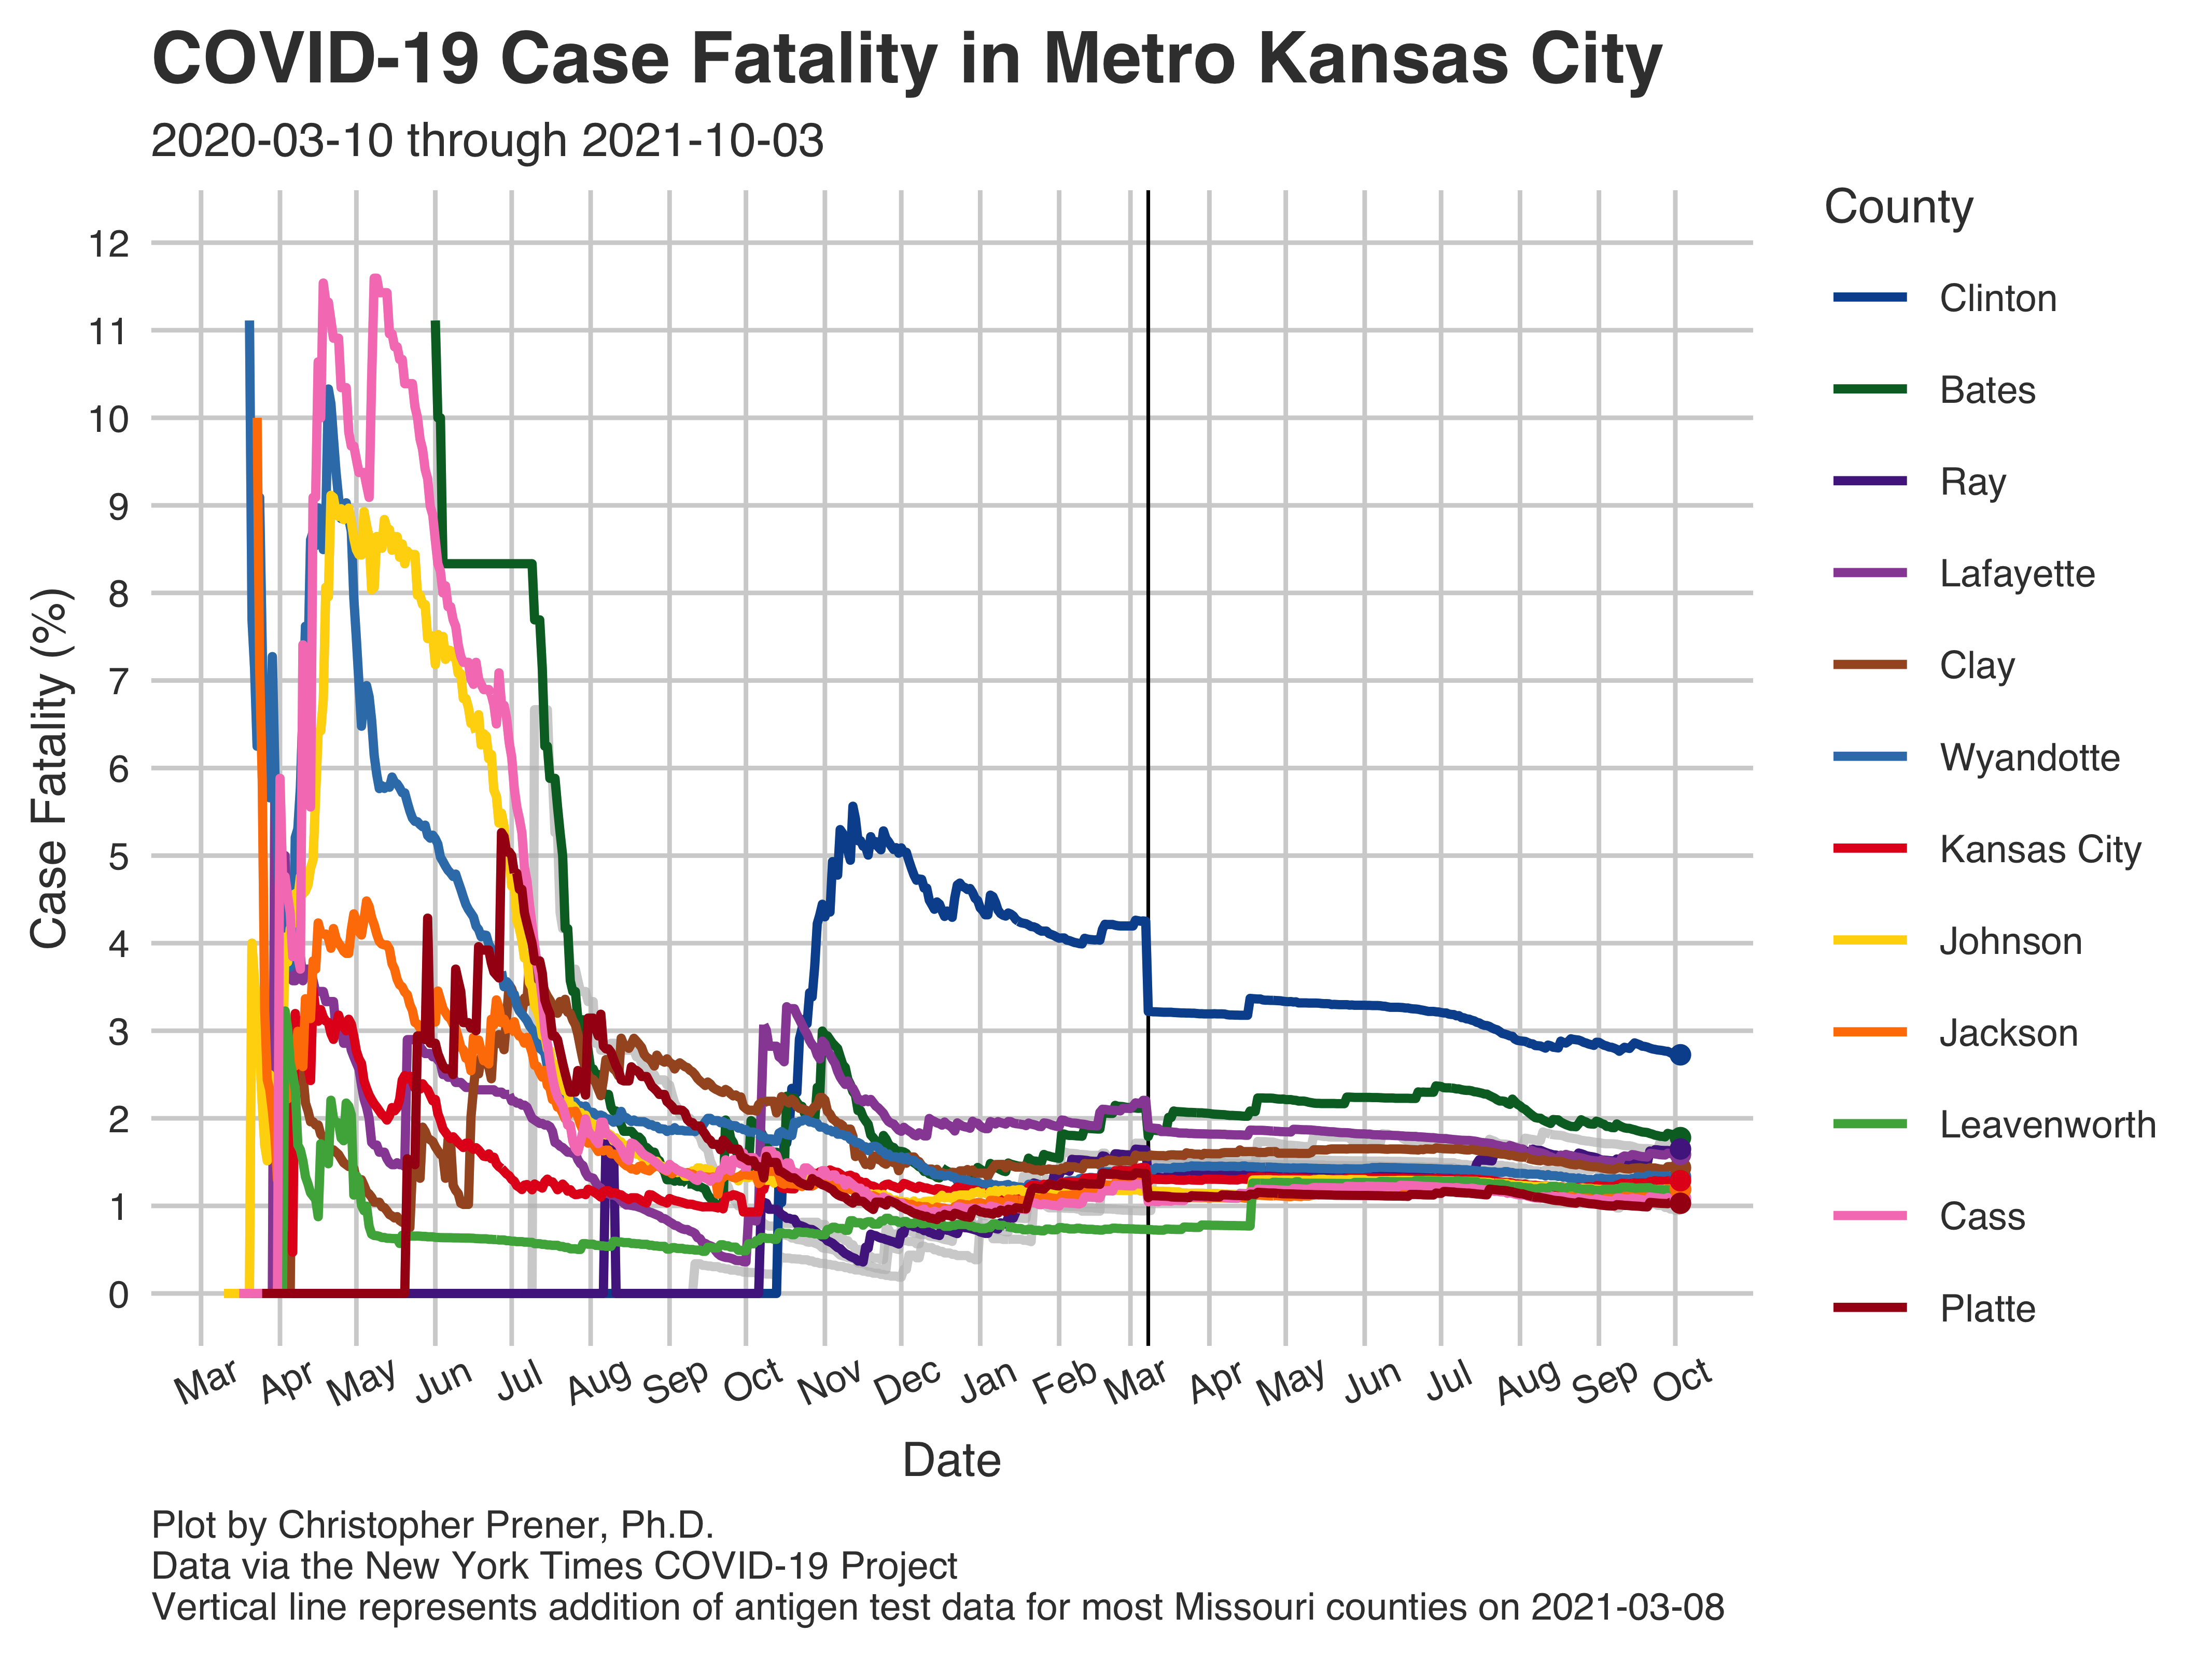 COVID-19 Case Fatality in Metro Kansas City
2020-03-10 through 2021-10-03
County
Clinton
Bates
Ray
Lafayette
Clay
Wyandotte
Kansas City
Johnson
Jackson
Leavenworth
Cass
Platte
Case Fatality (%)
12
11
10
9
8
7
6
5
4
3
2
1
0
Mar Apr May Jun Jul Aug Sep Oct Nov Dec Jan Feb Mar Apr May Jun Jul Aug Sep Oct
Date
Plot by Christopher Prener, Ph.D.
Data via the New York Times COVID-19 Project
Vertical line represents addition of antigen test data for most Missouri counties on 2021-03-08